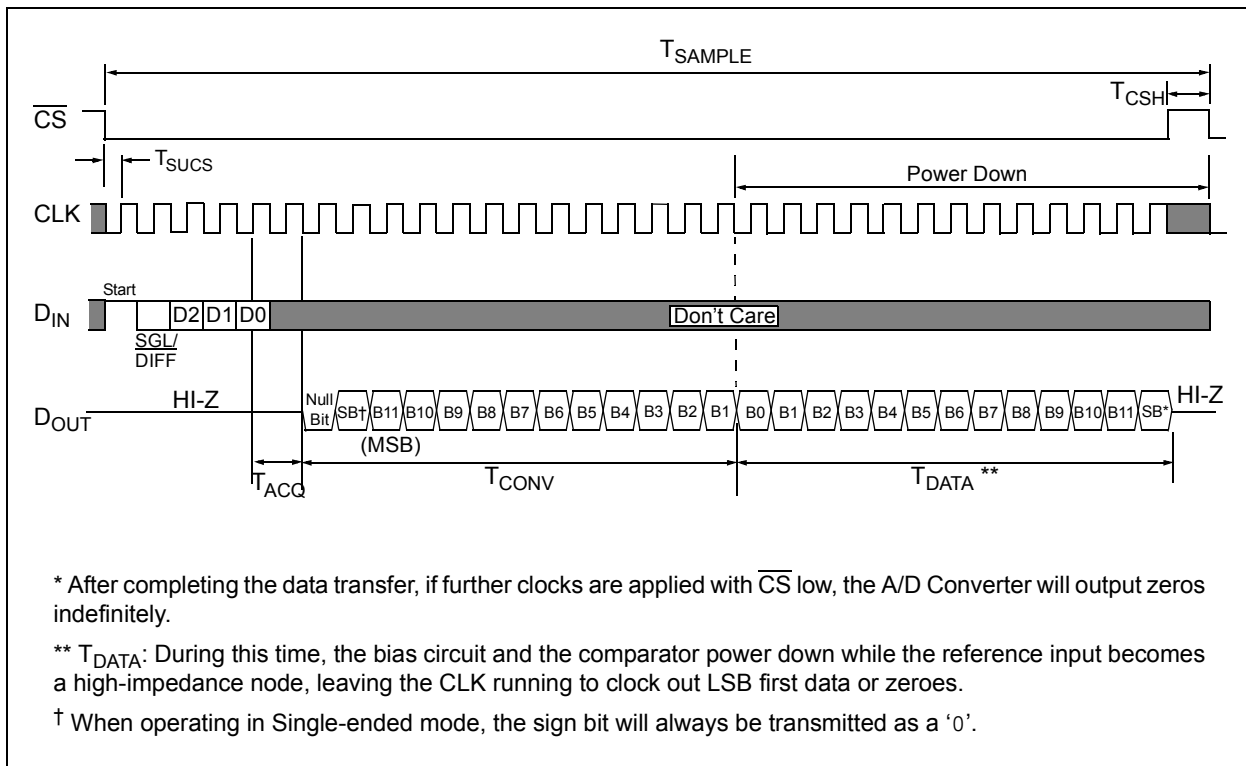 TSAMPLE
TCSH
CS
TSUCS
Power Down
CLK
Start
DIN
D2 D1 D0
Don't Care
SGL/
DIFF
HI-Z
DOUT
Null
Bit
SB† B11 B10 B9 B8 B7 B6 B5 B4 B3 B2 B1 B0 B1 B2 B3 B4 B5 B6 B7 B8 B9 B10 B11 SB*
HI-Z
(MSB)
TACQ
TCONV
TDATA **
* After completing the data transfer, if further clocks are applied with CS low, the A/D Converter will output zeros
indefinitely.
** TDATA: During this time, the bias circuit and the comparator power down while the reference input becomes
a high-impedance node, leaving the CLK running to clock out LSB first data or zeroes.
† When operating in Single-ended mode, the sign bit will always be transmitted as a ‘0’.